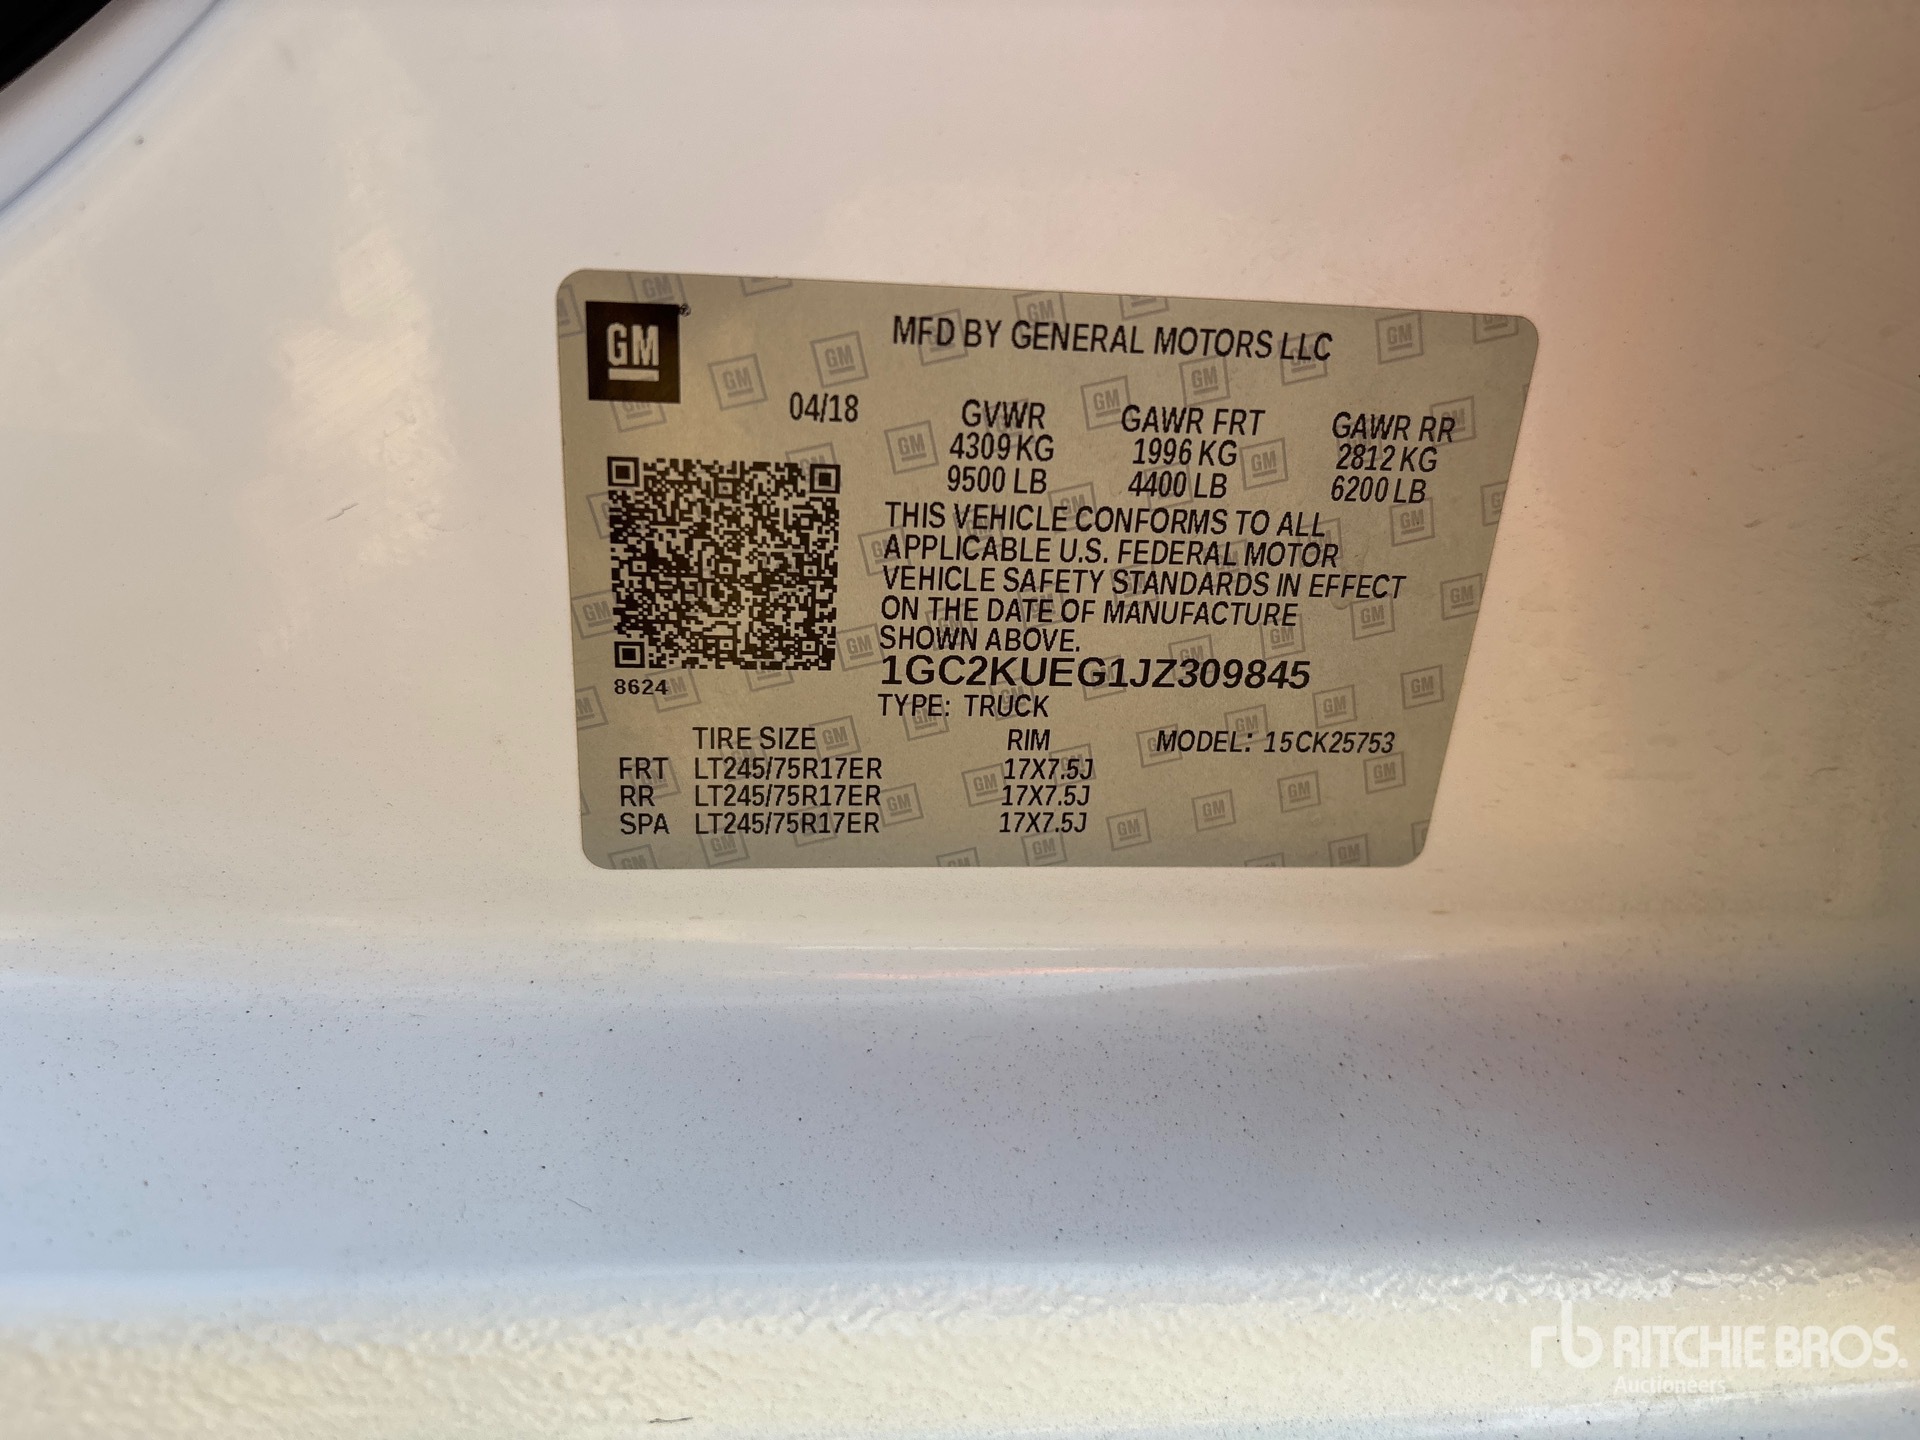 GM®
MFD BY GENERAL MOTORS LLC
04/18
GVWR GAWR FRT GAWR RR
4309 KG 1996 KG 2812 KG
9500 LB 4400 LB 6200 LB
THIS VEHICLE CONFORMS TO ALL
APPLICABLE U.S. FEDERAL MOTOR
VEHICLE SAFETY STANDARDS IN EFFECT
ON THE DATE OF MANUFACTURE
SHOWN ABOVE.
8624
1GC2KUEG1JZ309845
TYPE: TRUCK
TIRE SIZE RIM MODEL: 15CK25753
FRT LT245/75R17ER 17X7.5J
RR LT245/75R17ER 17X7.5J
SPA LT245/75R17ER 17X7.5J
rb RITCHIE BROS.
Auctioneers